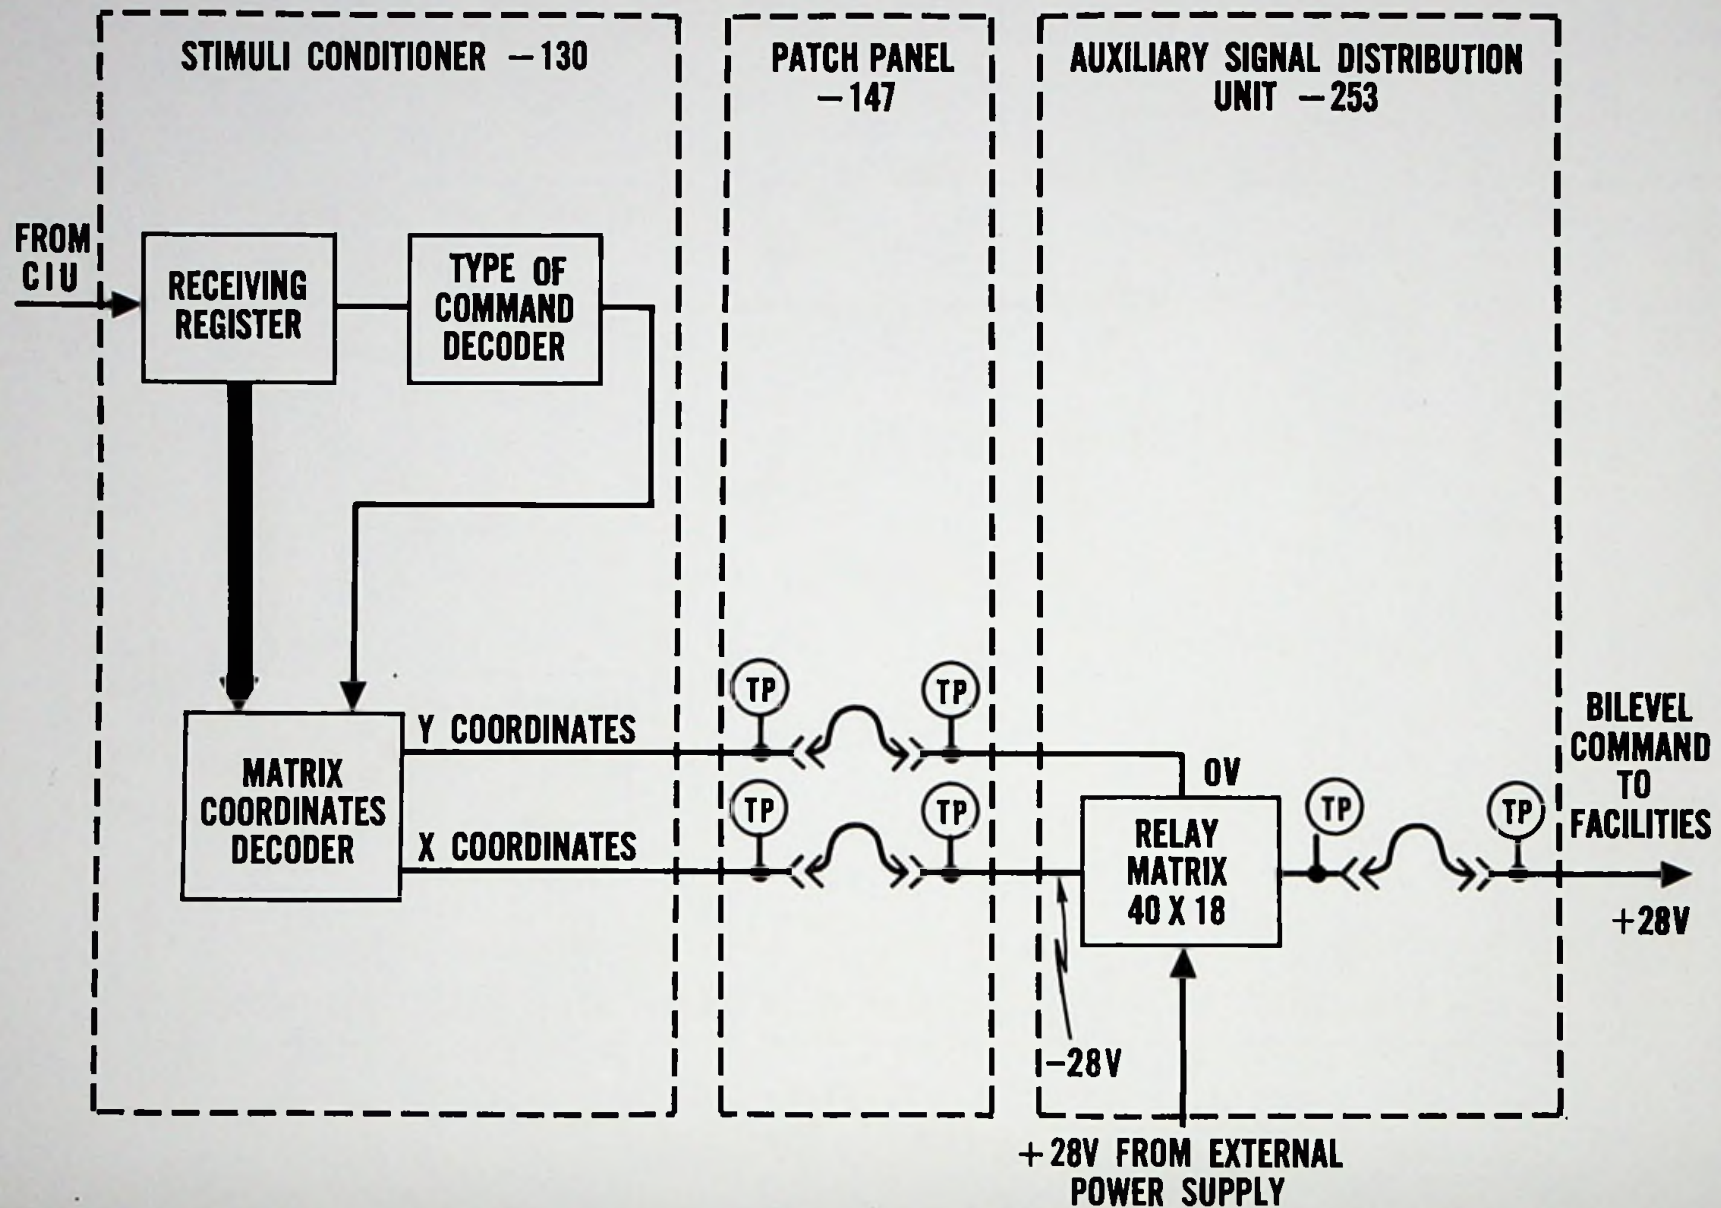 STIMULI CONDITIONER -130
PATCH PANEL
-147
AUXILIARY SIGNAL DISTRIBUTION
UNIT -253
FROM
CIU
RECEIVING
REGISTER
TYPE OF
COMMAND
DECODER
MATRIX
COORDINATES
DECODER
Y COORDINATES
X COORDINATES
TP
TP
TP
TP
0V
RELAY
MATRIX
40 X 18
TP
TP
BILEVEL
COMMAND
TO
FACILITIES
+28V
-28V
+28V FROM EXTERNAL
POWER SUPPLY